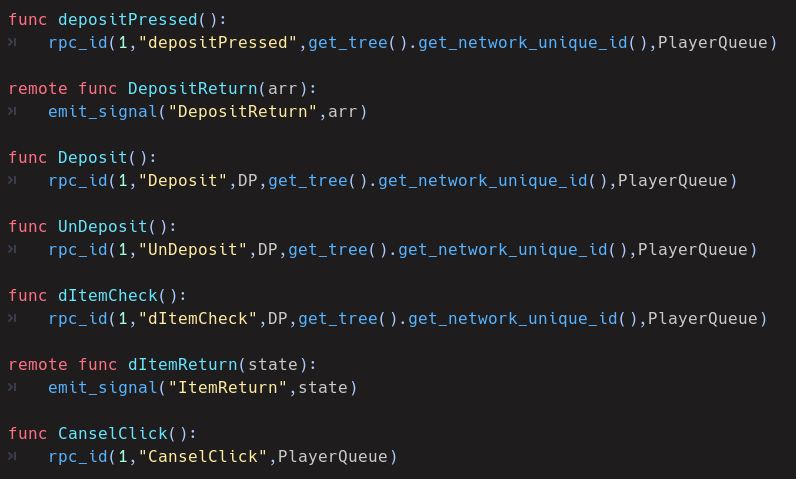 func depositPressed():
rpc_id(1,"depositPressed",get_tree().get_network_unique_id(),PlayerQueue)
remote func DepositReturn(arr):
emit_signal("DepositReturn",arr)
func Deposit():
rpc_id(1,"Deposit",DP,get_tree().get_network_unique_id(),PlayerQueue)
func UnDeposit():
rpc_id(1,"UnDeposit",DP,get_tree().get_network_unique_id(),PlayerQueue)
func dItemCheck():
rpc_id(1,"dItemCheck",DP,get_tree().get_network_unique_id(),PlayerQueue)
remote func dItemReturn(state):
emit_signal("ItemReturn",state)
func CanselClick():
rpc_id(1,"CanselClick",PlayerQueue)